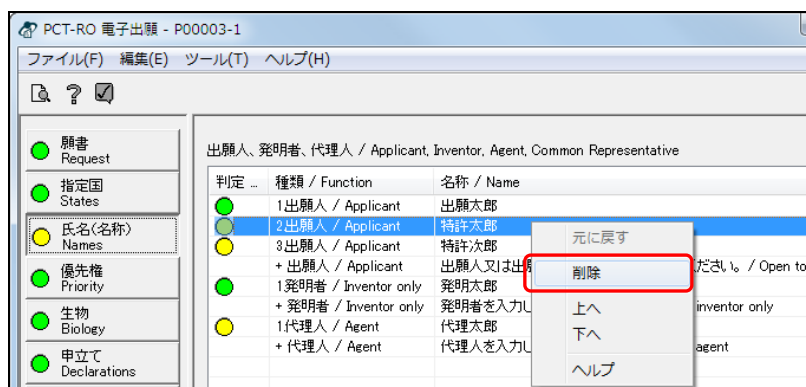 PCT-RO 電子出願 - P00003-1
ファイル(F) 編集(E) ツール(T) ヘルプ(H)
願書
Request
指定国
States
氏名(名称)
Names
優先権
Priority
生物
Biology
申立て
Declarations
出願人、発明者、代理人 / Applicant, Inventor, Agent, Common Representative
判定 ... 種類 / Function 名称 / Name
1出願人 / Applicant 出願太郎
2出願人 / Applicant 特許太郎
3出願人 / Applicant 特許次郎
+ 出願人 / Applicant 出願人又は出 ださい。 / Open to
1発明者 / Inventor only 発明太郎
+ 発明者 / Inventor only 発明者を入力し inventor only
1代理人 / Agent 代理太郎
+ 代理人 / Agent 代理人を入力し agent
元に戻す
削除
上へ
下へ
ヘルプ